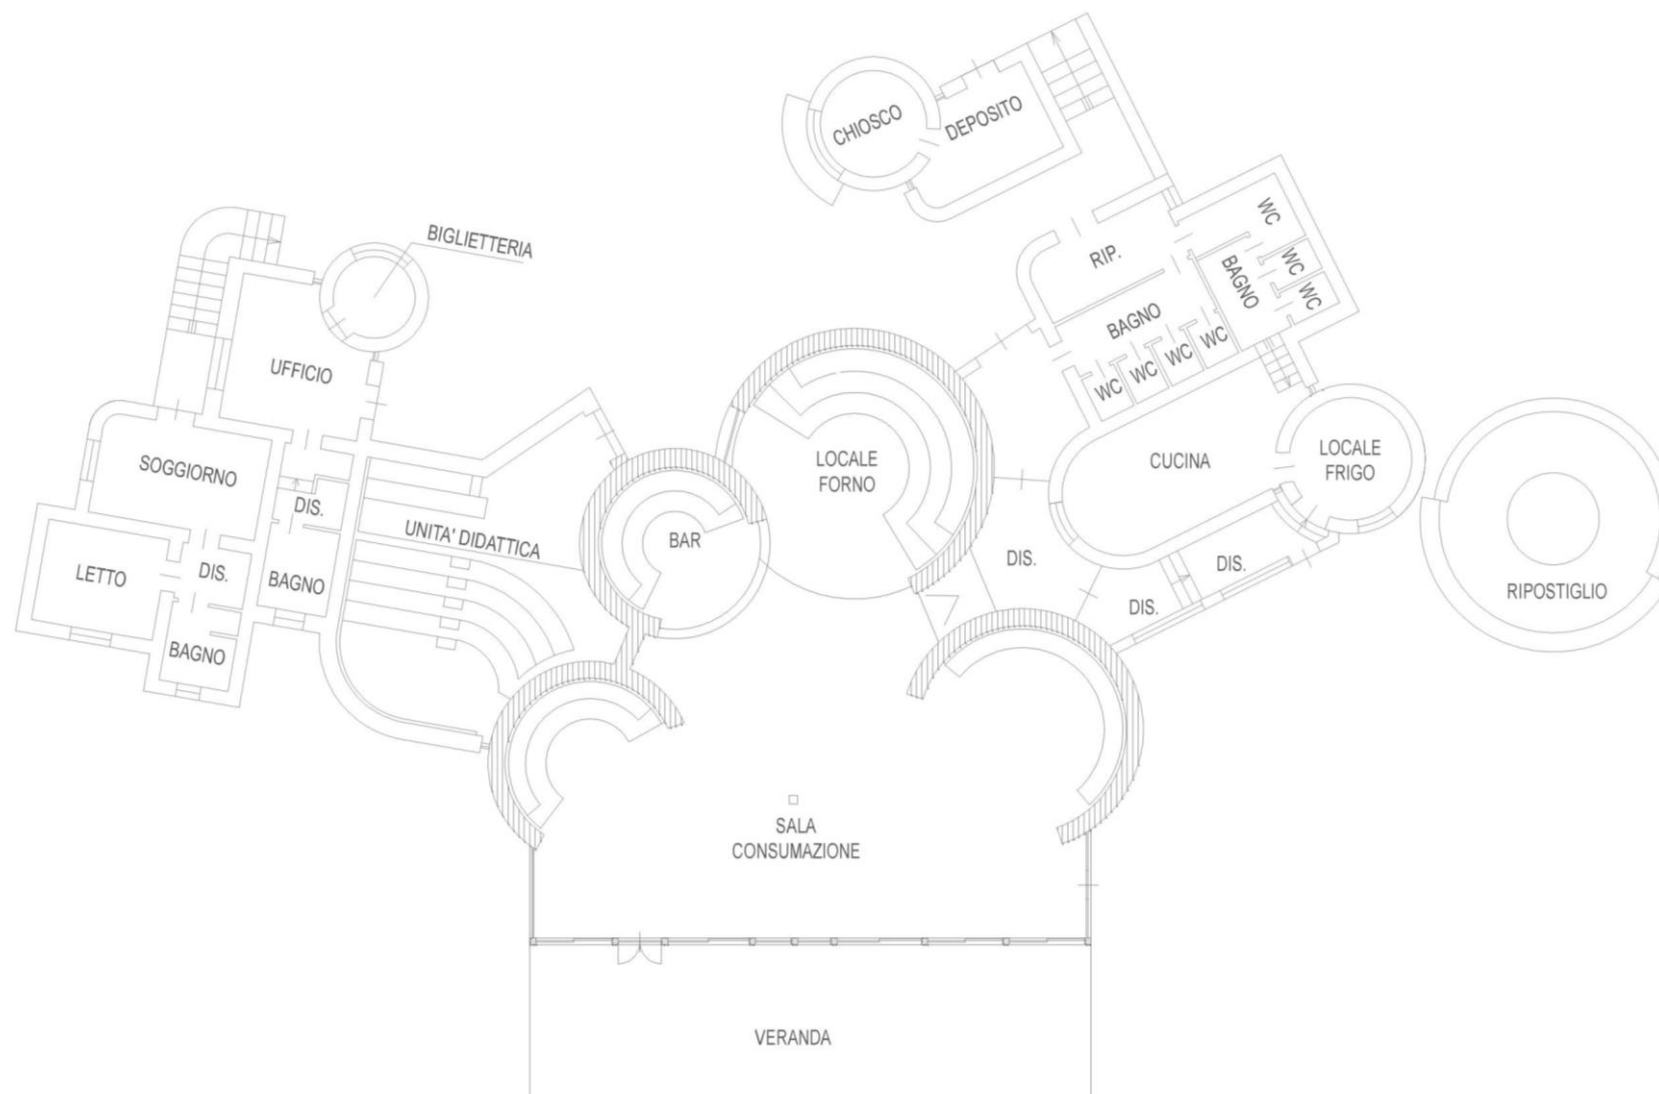 CHIOSCO
DEPOSITO
BIGLIETTERIA
WC
RIP.
WC
BAGNO
WC
BAGNO
WC
WC
WC
WC
UFFICIO
SOGGIORNO
LOCALE
FORNO
CUCINA
LOCALE
FRIGO
DIS.
UNITA' DIDATTICA
BAR
DIS.
DIS.
RIPOSTIGLIO
LETTO
DIS.
BAGNO
DIS.
BAGNO
SALA
CONSUMAZIONE
VERANDA